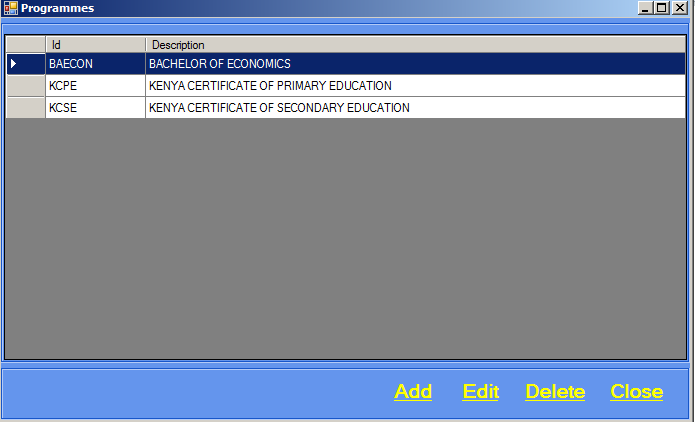 Programmes
Id Description
BAECON BACHELOR OF ECONOMICS
KCPE KENYA CERTIFICATE OF PRIMARY EDUCATION
KCSE KENYA CERTIFICATE OF SECONDARY EDUCATION
Add Edit Delete Close